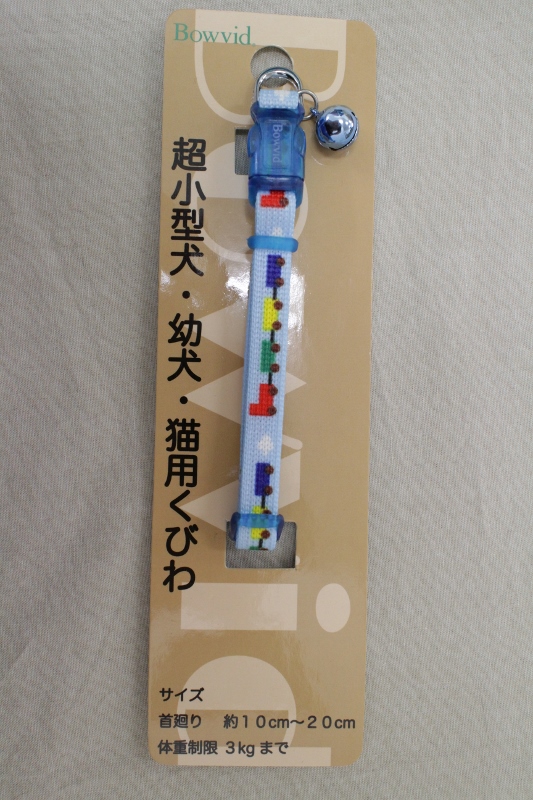 Bowvid.
Bowvid
超小型犬・幼犬・猫用くびわ
サイズ
首廻り 約１０cm〜２０cm
体重制限 ３kgまで